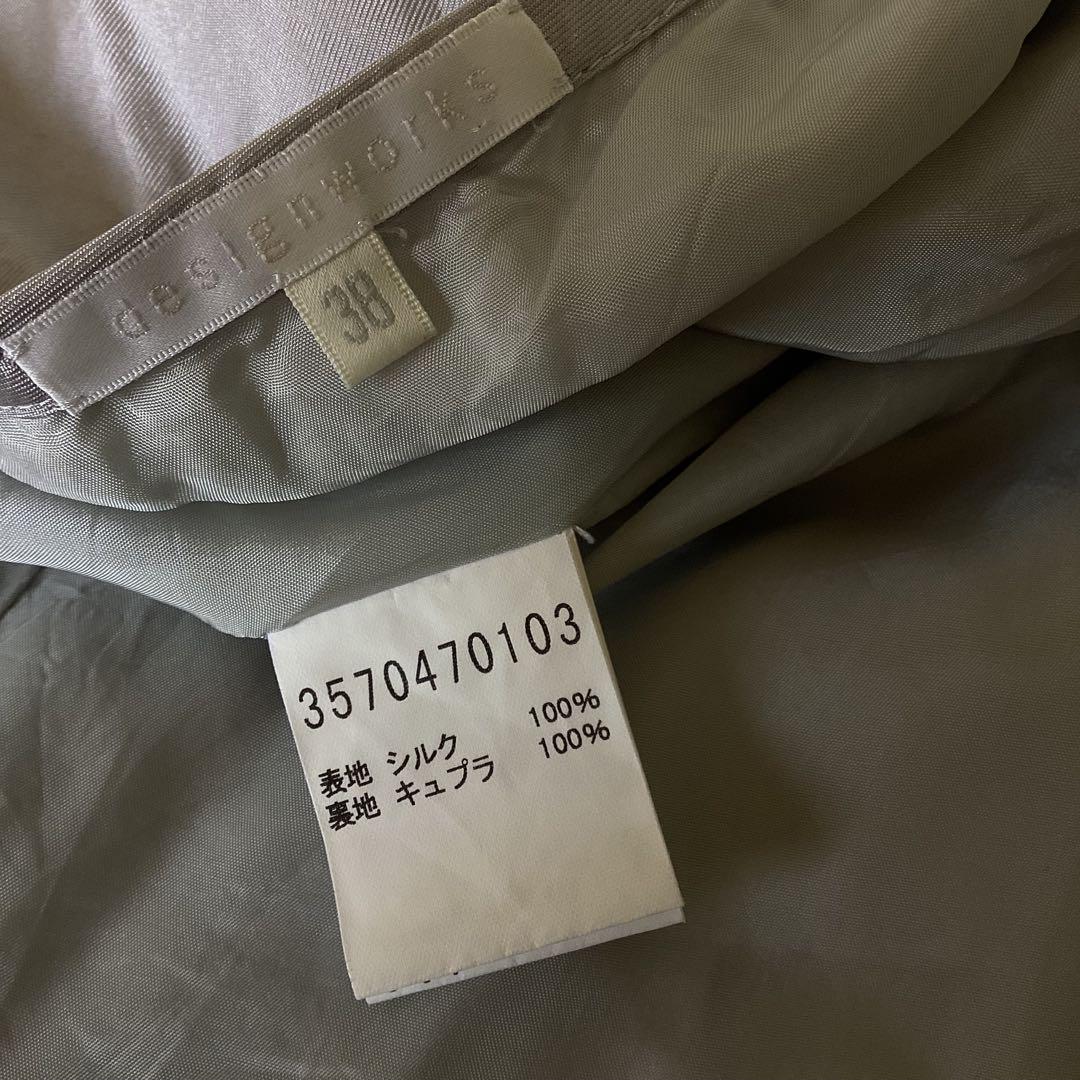 designworks
38
3570470103
表地 シルク 100%
裏地 キュプラ 100%